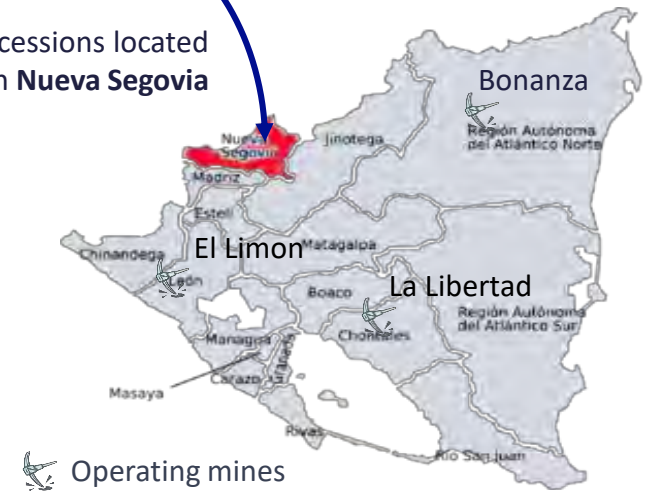 cessions located
n Nueva Segovia
Bonanza
Región Autónoma
del Atlántico Norte
Nueva
Segovia
Jinotega
Madriz
Estelí
El Limon
Matagalpa
Chinandega
León
Boaco
La Libertad
Región Autónoma
del Atlántico Sur
Chontales
Managua
Granada
Masaya
Carazo
Rivas
Río San Juan
Operating mines